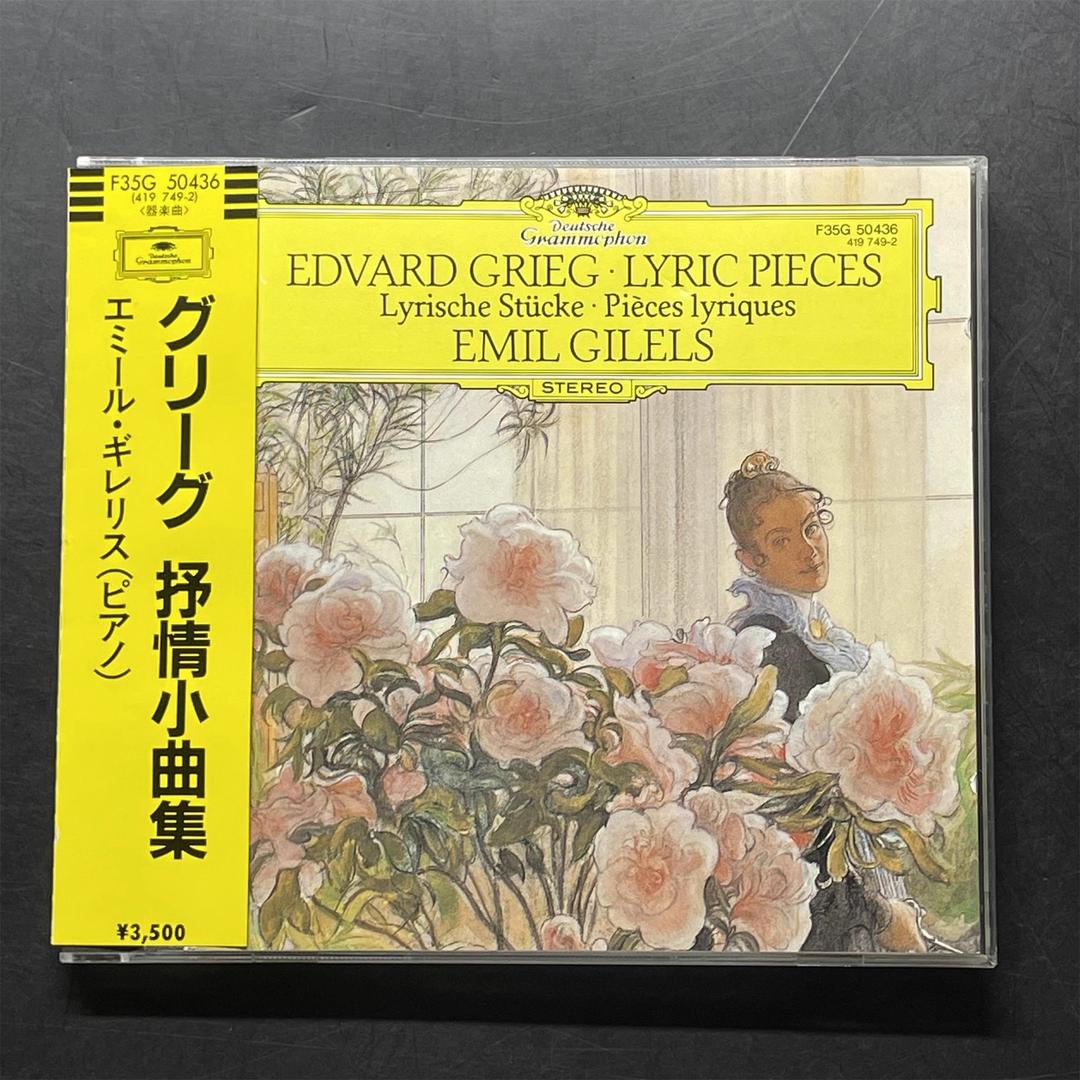 F35G 50436
(419 749-2)
〈器楽曲〉
Deutsche
Grammophon
グリーグ 抒情小曲集
エミール・ギレリス(ピアノ)
¥3,500
Deutsche
Grammophon
F35G 50436
419 749-2
EDVARD GRIEG · LYRIC PIECES
Lyrische Stücke · Pièces lyriques
EMIL GILELS
STEREO